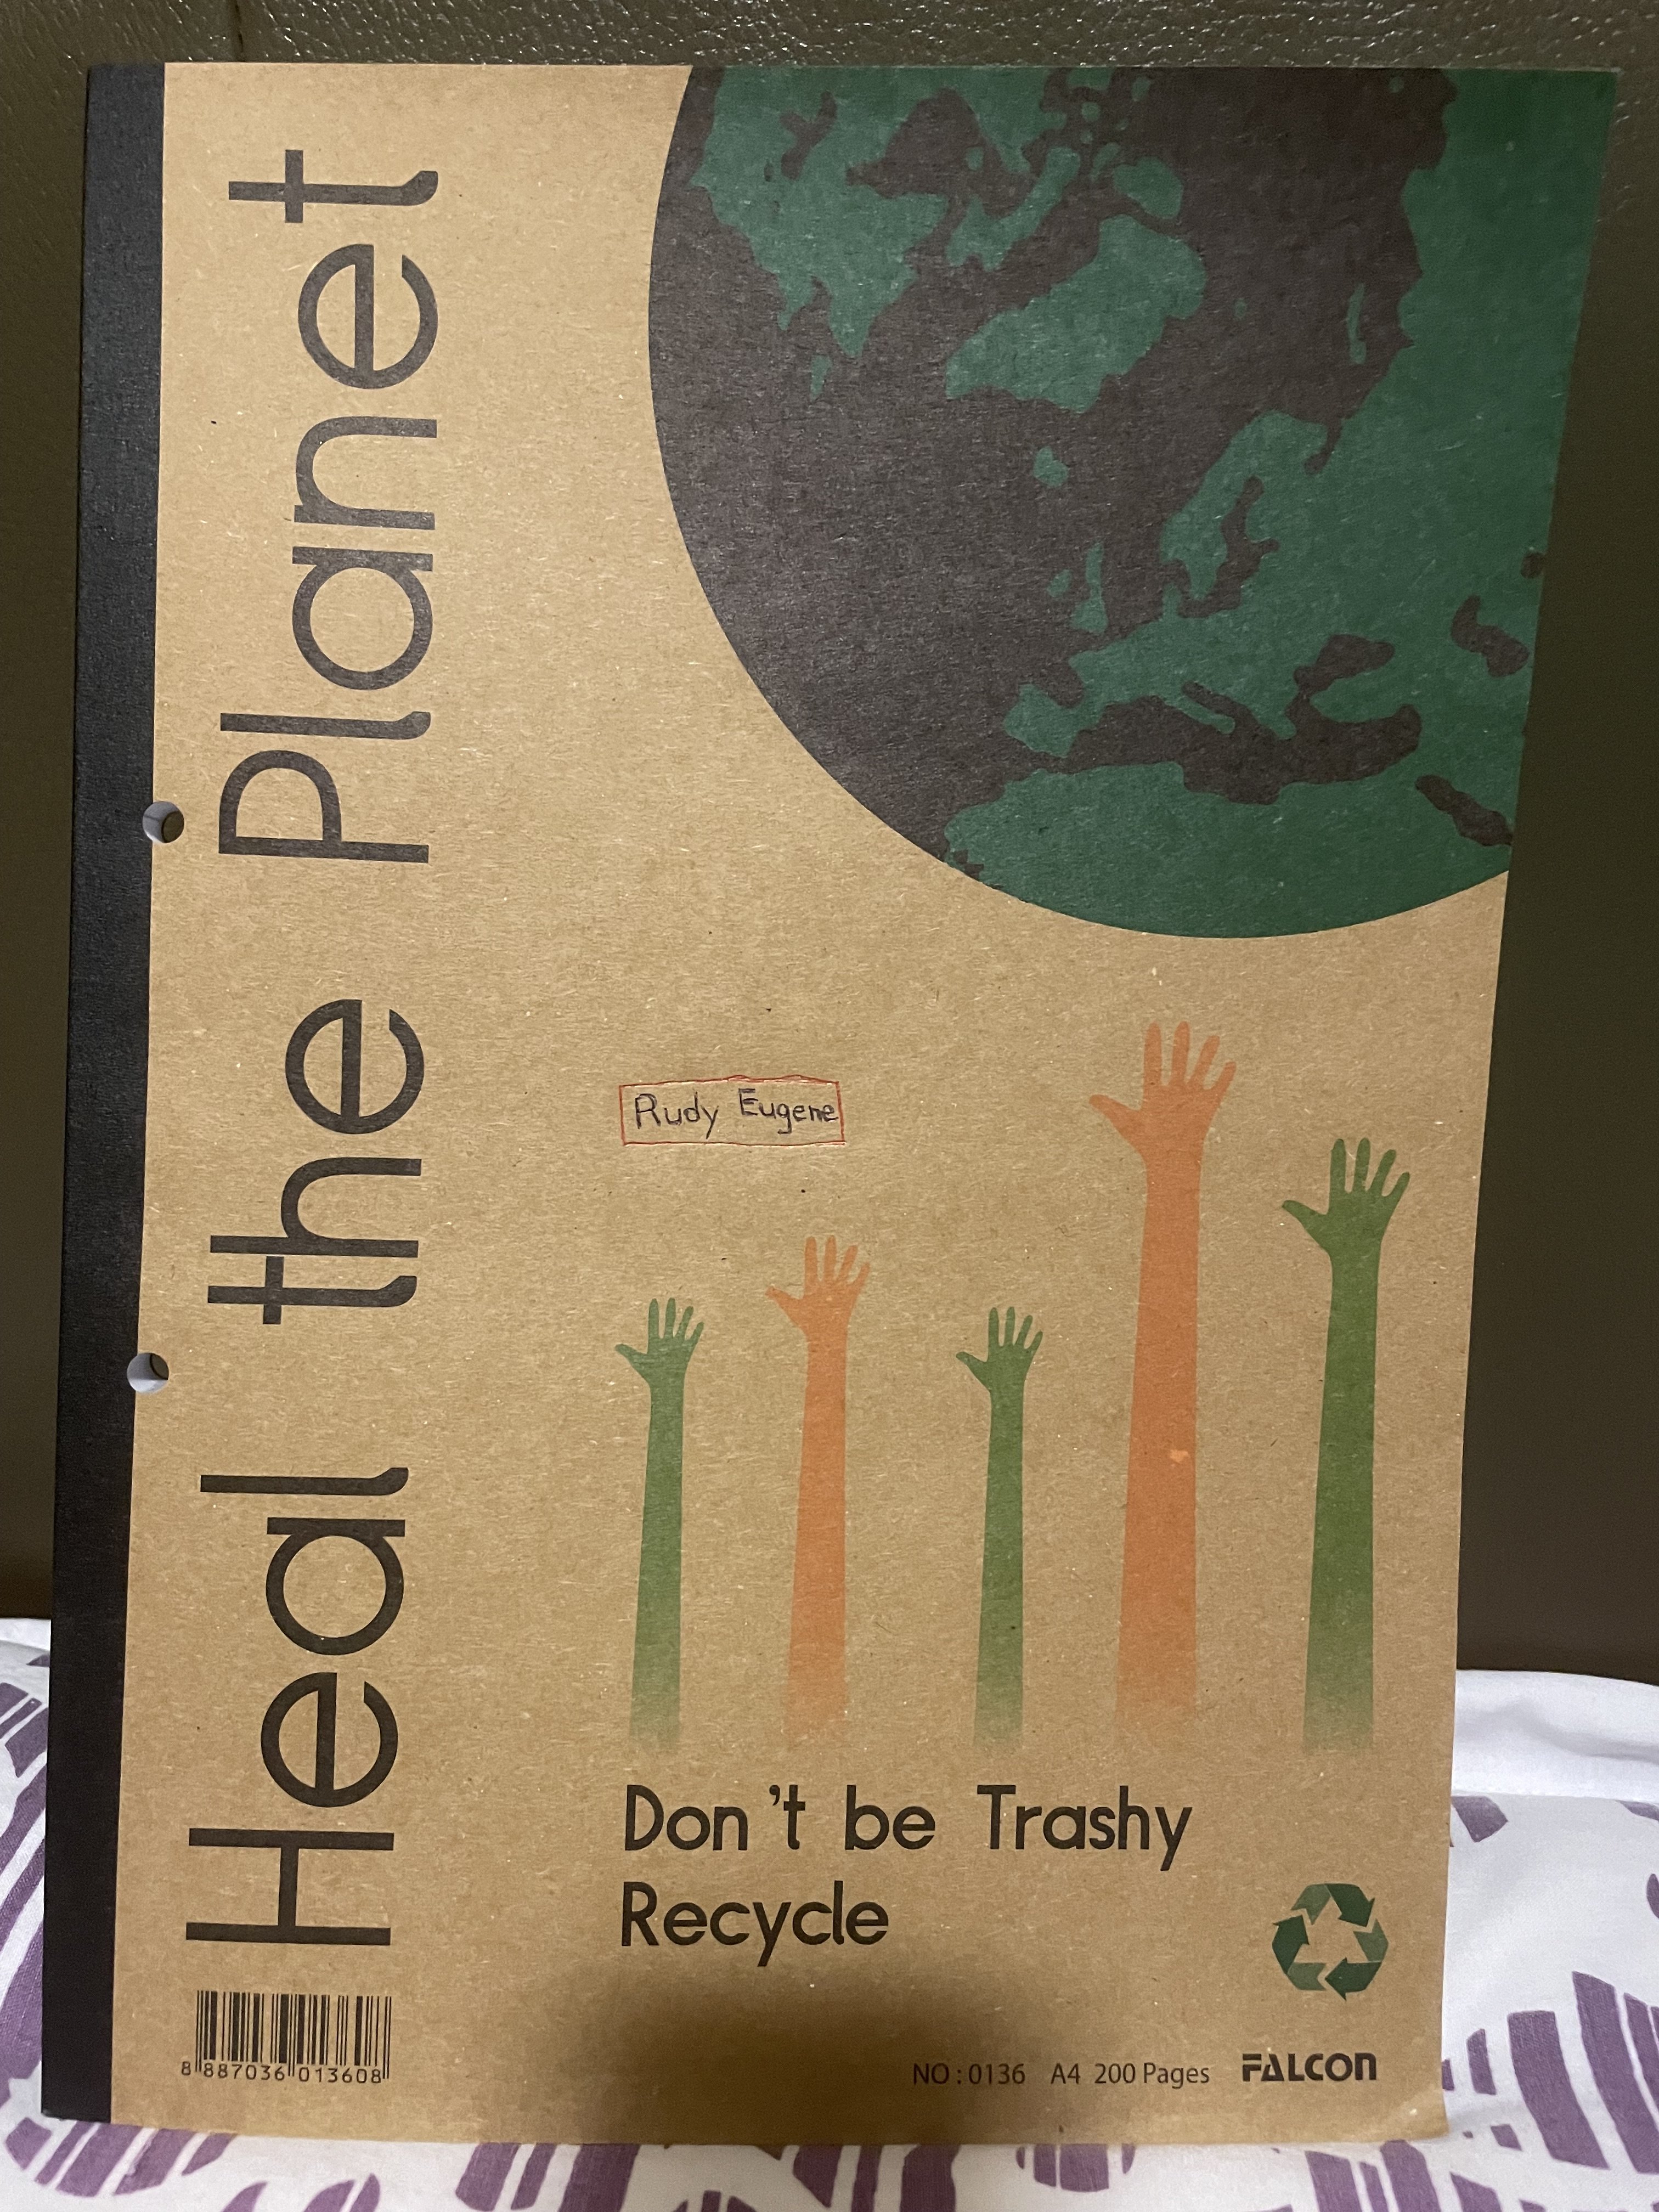 Heal the Planet
Rudy Eugene
Don't be Trashy
Recycle
8 887036 013608
NO : 0136 A4 200 Pages FALCON